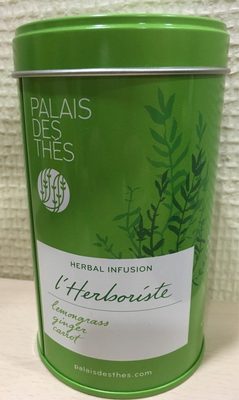 PALAIS
DES
THÉS
HERBAL INFUSION
l'Herboriste
lemongrass
ginger
carrot
palaisdesthes.com